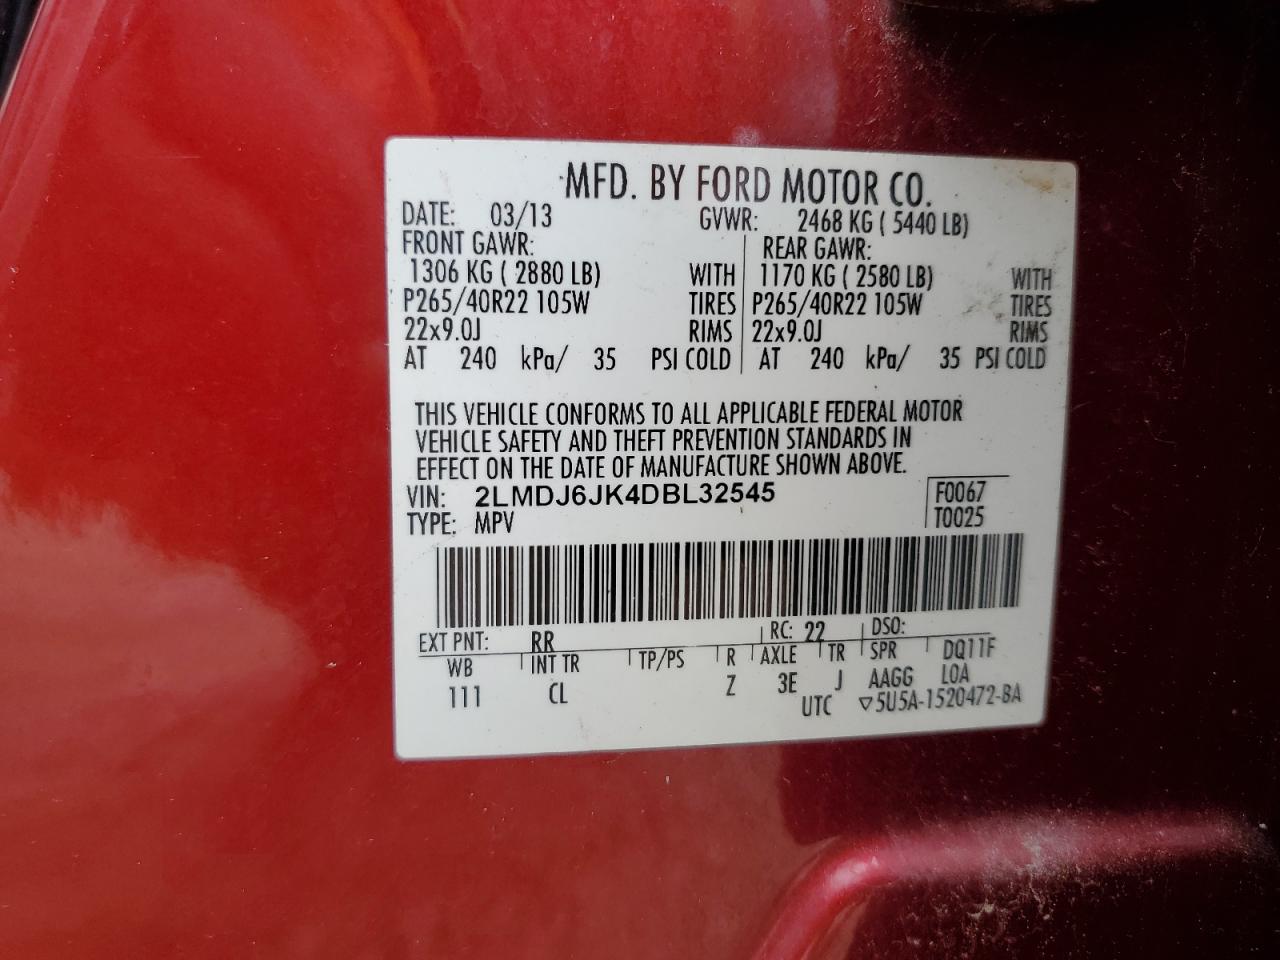 MFD. BY FORD MOTOR CO.
DATE: 03/13 GVWR: 2468 KG ( 5440 LB)
FRONT GAWR: REAR GAWR:
1306 KG ( 2880 LB) WITH 1170 KG ( 2580 LB) WITH
P265/40R22 105W TIRES P265/40R22 105W TIRES
22x9.0J RIMS 22x9.0J RIMS
AT 240 kPa/ 35 PSI COLD AT 240 kPa/ 35 PSI COLD
THIS VEHICLE CONFORMS TO ALL APPLICABLE FEDERAL MOTOR
VEHICLE SAFETY AND THEFT PREVENTION STANDARDS IN
EFFECT ON THE DATE OF MANUFACTURE SHOWN ABOVE.
VIN: 2LMDJ6JK4DBL32545 F0067
TYPE: MPV T0025
EXT PNT: RR RC: 22 DSO:
WB INT TR TP/PS R AXLE TR SPR DQ11F
111 CL Z 3E J AAGG LOA
UTC ▽5U5A-1520472-BA